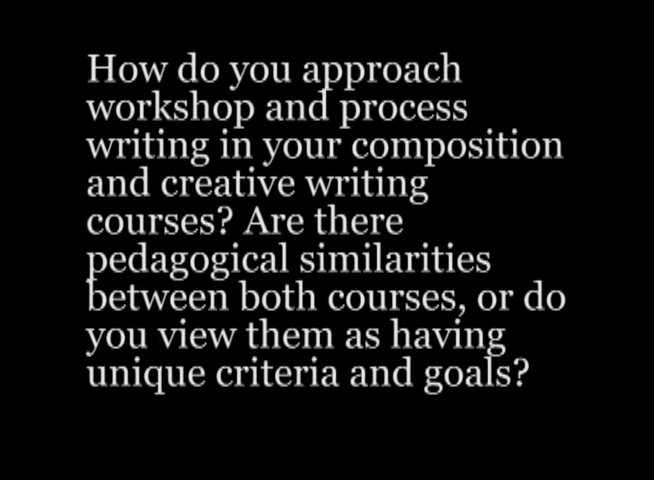 How do you approach
workshop and process
writing in your composition
and creative writing
courses? Are there
pedagogical similarities
between both courses, or do
you view them as having
unique criteria and goals?